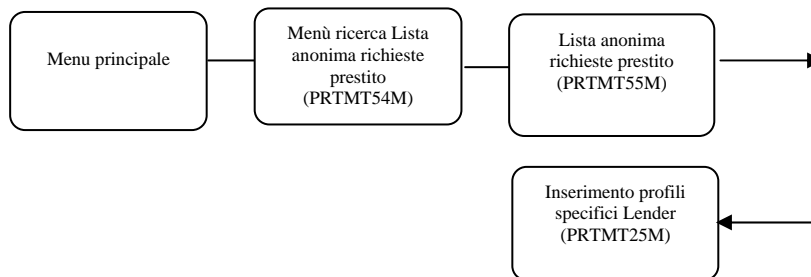 Menu principale
Menù ricerca Lista
anonima richieste
prestito
(PRTMT54M)
Lista anonima
richieste prestito
(PRTMT55M)
Inserimento profili
specifici Lender
(PRTMT25M)